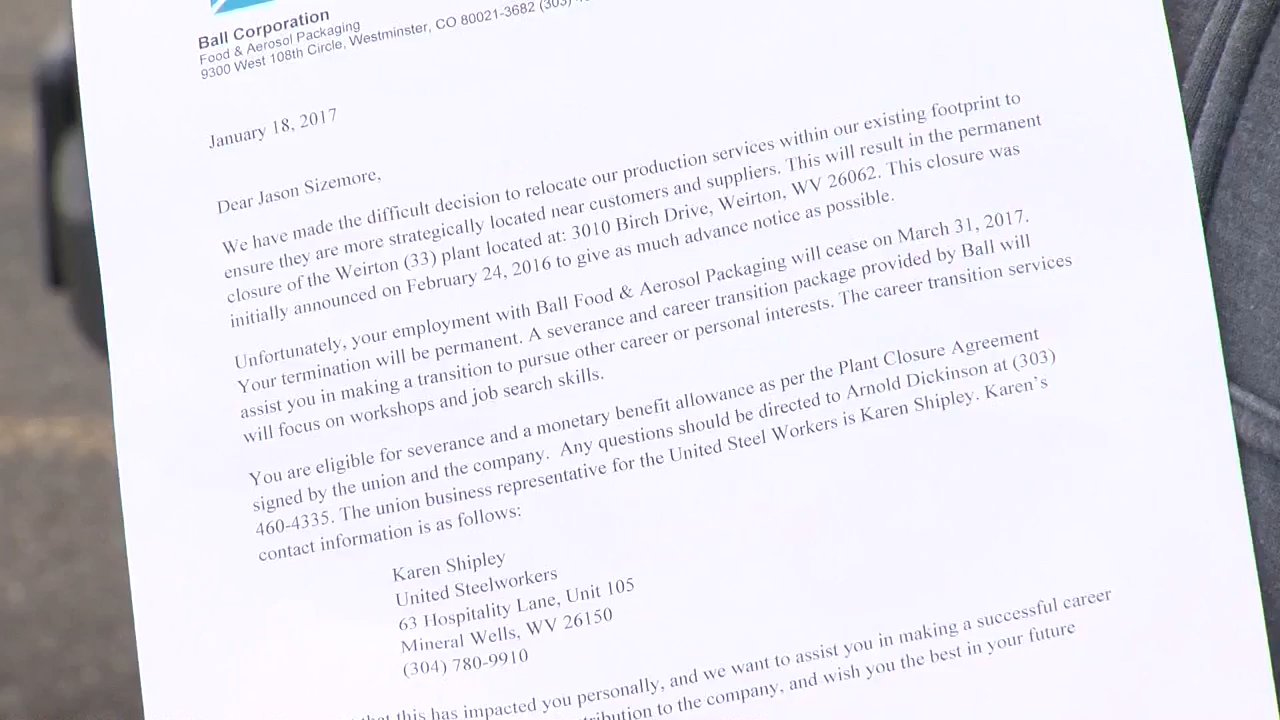 Ball Corporation
Food & Aerosol Packaging
9300 West 108th Circle, Westminster, CO 80021-3682 (303)
January 18, 2017
Dear Jason Sizemore,
We have made the difficult decision to relocate our production services within our existing footprint to
ensure they are more strategically located near customers and suppliers. This will result in the permanent
closure of the Weirton (33) plant located at: 3010 Birch Drive, Weirton, WV 26062. This closure was
initially announced on February 24, 2016 to give as much advance notice as possible.
Unfortunately, your employment with Ball Food & Aerosol Packaging will cease on March 31, 2017.
Your termination will be permanent. A severance and career transition package provided by Ball will
assist you in making a transition to pursue other career or personal interests. The career transition services
will focus on workshops and job search skills.
You are eligible for severance and a monetary benefit allowance as per the Plant Closure Agreement
signed by the union and the company. Any questions should be directed to Arnold Dickinson at (303)
460-4335. The union business representative for the United Steel Workers is Karen Shipley. Karen's
contact information is as follows:
Karen Shipley
United Steelworkers
63 Hospitality Lane, Unit 105
Mineral Wells, WV 26150
(304) 780-9910
that this has impacted you personally, and we want to assist you in making a successful career
to the company, and wish you the best in your future